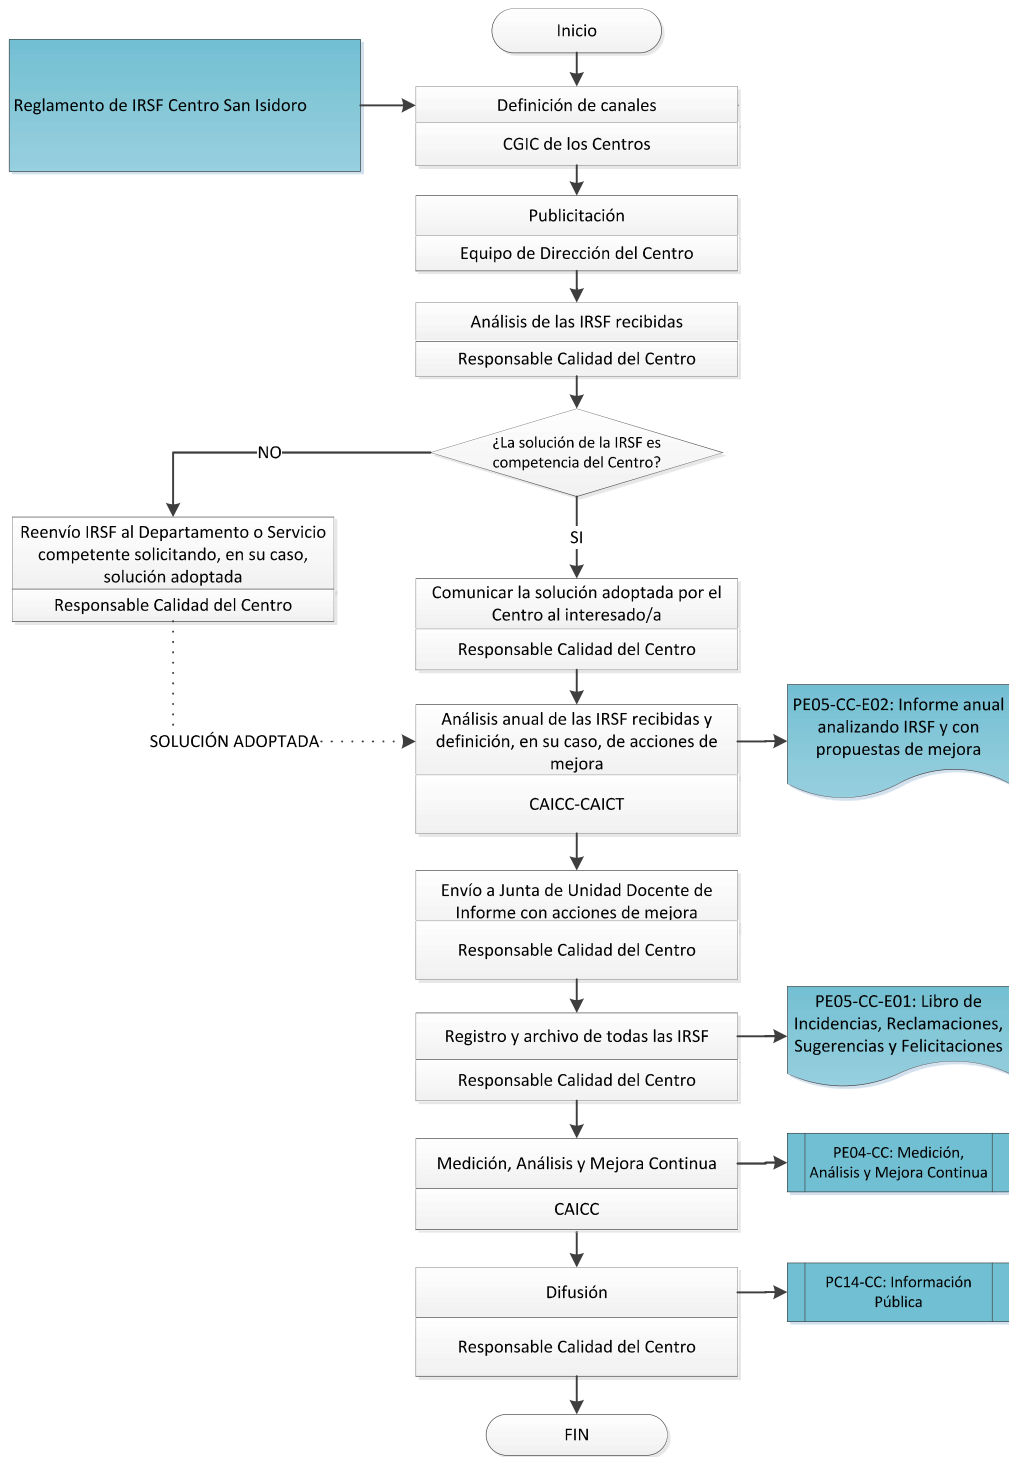 Inicio
Reglamento de IRSF Centro San Isidoro
Definición de canales
CGIC de los Centros
Publicitación
Equipo de Dirección del Centro
Análisis de las IRSF recibidas
Responsable Calidad del Centro
¿La solución de la IRSF es
competencia del Centro?
NO
SI
Reenvío IRSF al Departamento o Servicio
competente solicitando, en su caso,
solución adoptada
Responsable Calidad del Centro
Comunicar la solución adoptada por el
Centro al interesado/a
Responsable Calidad del Centro
SOLUCIÓN ADOPTADA
Análisis anual de las IRSF recibidas y
definición, en su caso, de acciones de
mejora
CAICC-CAICT
PE05-CC-E02: Informe anual
analizando IRSF y con
propuestas de mejora
Envío a Junta de Unidad Docente de
Informe con acciones de mejora
Responsable Calidad del Centro
Registro y archivo de todas las IRSF
Responsable Calidad del Centro
PE05-CC-E01: Libro de
Incidencias, Reclamaciones,
Sugerencias y Felicitaciones
Medición, Análisis y Mejora Continua
CAICC
PE04-CC: Medición,
Análisis y Mejora Continua
Difusión
Responsable Calidad del Centro
PC14-CC: Información
Pública
FIN